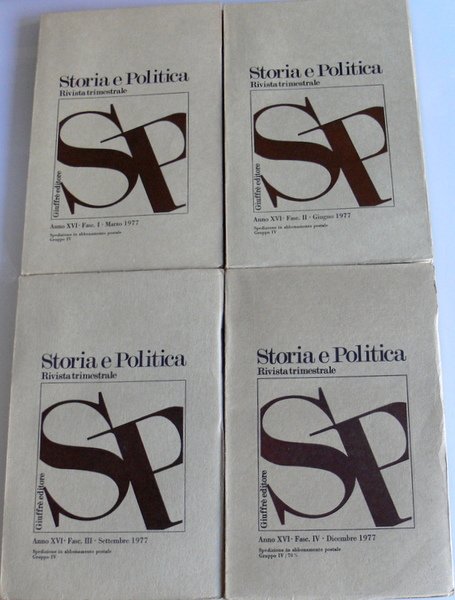 Storia e Politica
Rivista trimestrale
SP
Giuffrè editore
Anno XVI · Fasc. I · Marzo 1977
Spedizione in abbonamento postale
Gruppo IV
Storia e Politica
Rivista trimestrale
SP
Giuffrè editore
Anno XVI · Fasc. II · Giugno 1977
Spedizione in abbonamento postale
Gruppo IV
Storia e Politica
Rivista trimestrale
SP
Giuffrè editore
Anno XVI · Fasc. III · Settembre 1977
Spedizione in abbonamento postale
Gruppo IV
Storia e Politica
Rivista trimestrale
SP
Giuffrè editore
Anno XVI · Fasc. IV · Dicembre 1977
Spedizione in abbonamento postale
Gruppo IV / 70 %